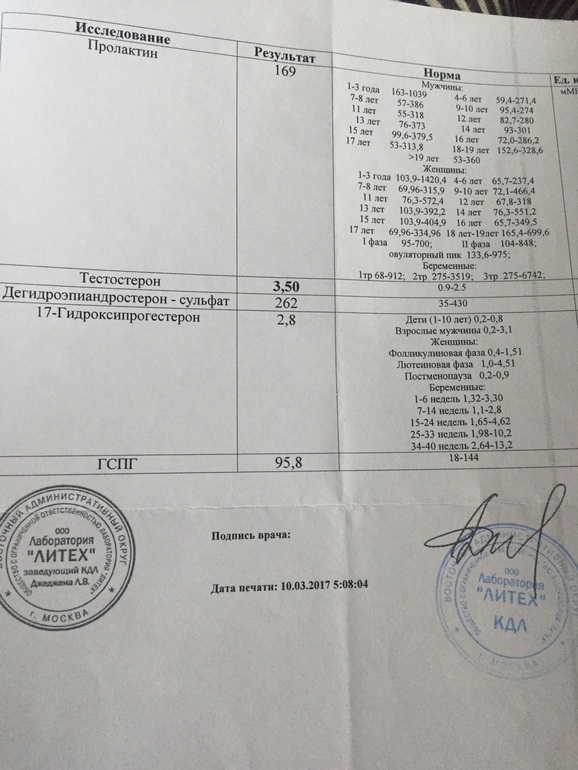 Исследование Результат Норма Ед. и
Пролактин 169 Мужчины: мМЕ
1-3 года 163-1039 4-6 лет 59,4-271,4
7-8 лет 57-386 9-10 лет 95,4-274
11 лет 55-318 12 лет 82,7-280
13 лет 76-373 14 лет 93-301
15 лет 99,6-379,5 16 лет 72,0-286,2
17 лет 53-313,8 18-19 лет 152,6-328,6
>19 лет 53-360
Женщины:
1-3 года 103,9-1420,4 4-6 лет 65,7-237,4
7-8 лет 69,96-315,9 9-10 лет 72,1-466,4
11 лет 76,3-572,4 12 лет 67,8-318
13 лет 103,9-392,2 14 лет 76,3-551,2
15 лет 103,9-404,9 16 лет 65,7-349,5
17 лет 69,96-334,96 18 лет-19лет 165,4-699,6
I фаза 95-700; II фаза 104-848;
овуляторный пик 133,6-975;
Беременные:
1тр 68-912; 2тр 275-3519; 3тр 275-6742;
Тестостерон 3,50 0.9-2.5
Дегидроэпиандростерон - сульфат 262 35-430
17-Гидроксипрогестерон 2,8 Дети (1-10 лет) 0,2-0,8
Взрослые мужчины 0,2-3,1
Женщины:
Фолликулиновая фаза 0,4-1,51
Лютеиновая фаза 1,0-4,51
Постменопауза 0,2-0,9
Беременные:
1-6 недель 1,32-3,30
7-14 недель 1,1-2,8
15-24 недель 1,65-4,62
25-33 недель 1,98-10,2
34-40 недель 2,64-13,2
ГСПГ 95,8 18-144
ВОСТОЧНЫЙ АДМИНИСТРАТИВНЫЙ ОКРУГ
ОБЩЕСТВО С ОГРАНИЧЕННОЙ ОТВЕТСТВЕННОСТЬЮ ЛАБОРАТОРИЯ "ЛИТЕХ"
ООО
Лаборатория
"ЛИТЕХ"
заведующий КДЛ
Джаджиева Л.В.
г. МОСКВА
Подпись врача:
Дата печати: 10.03.2017 5:08:04
ООО
Лаборатория
"ЛИТЕХ"
КДЛ
г. МОСКВА